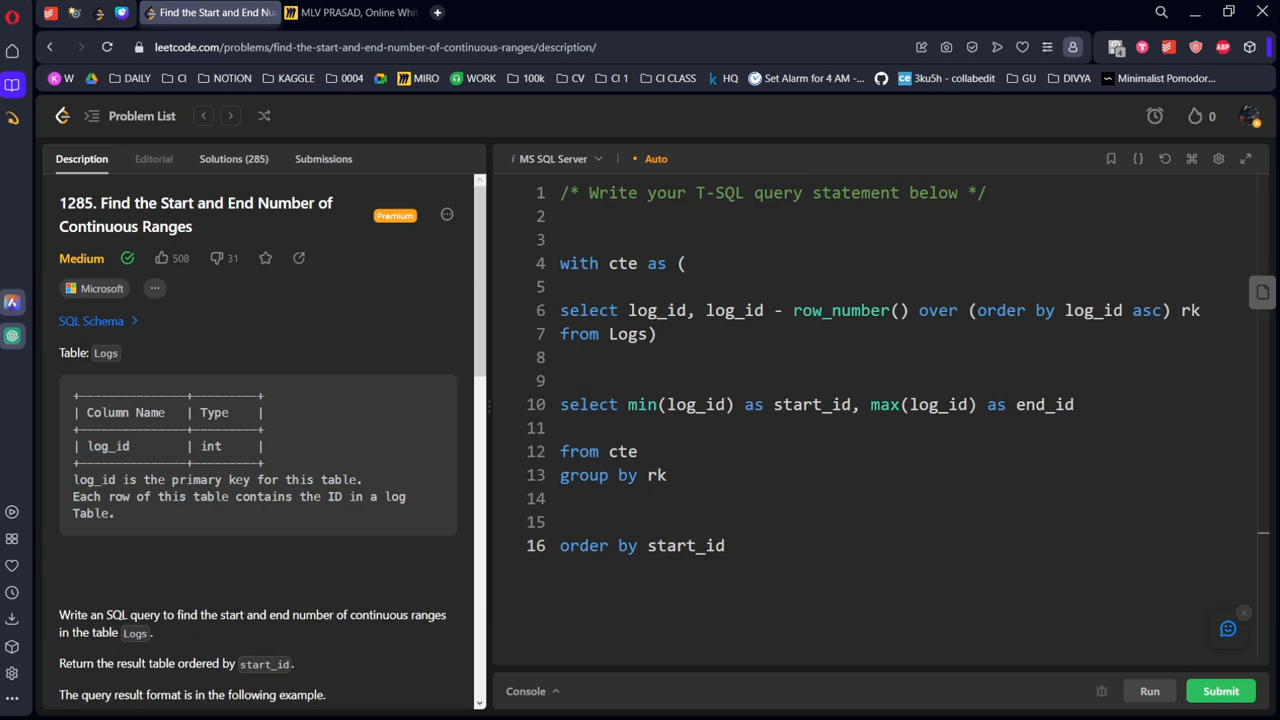 Find the Start and End Num
MLV PRASAD, Online Whit
leetcode.com/problems/find-the-start-and-end-number-of-continuous-ranges/description/
K W
DAILY
CI
NOTION
KAGGLE
0004
MIRO
WORK
100k
CV
CI 1
CI CLASS
HQ
Set Alarm for 4 AM -...
3ku5h - collabedit
GU
DIVYA
Minimalist Pomodor...
Problem List
0
Description
Editorial
Solutions (285)
Submissions
1285. Find the Start and End Number of
Continuous Ranges
Premium
Medium
508
31
Microsoft
SQL Schema >
Table: Logs
+---------------+---------+
| Column Name | Type |
+---------------+---------+
| log_id | int |
+---------------+---------+
log_id is the primary key for this table.
Each row of this table contains the ID in a log
Table.
Write an SQL query to find the start and end number of continuous ranges
in the table Logs.
Return the result table ordered by start_id.
The query result format is in the following example.
i MS SQL Server
• Auto
1 /* Write your T-SQL query statement below */
2
3
4 with cte as (
5
6 select log_id, log_id - row_number() over (order by log_id asc) rk
7 from Logs)
8
9
10 select min(log_id) as start_id, max(log_id) as end_id
11
12 from cte
13 group by rk
14
15
16 order by start_id
Console
Run
Submit